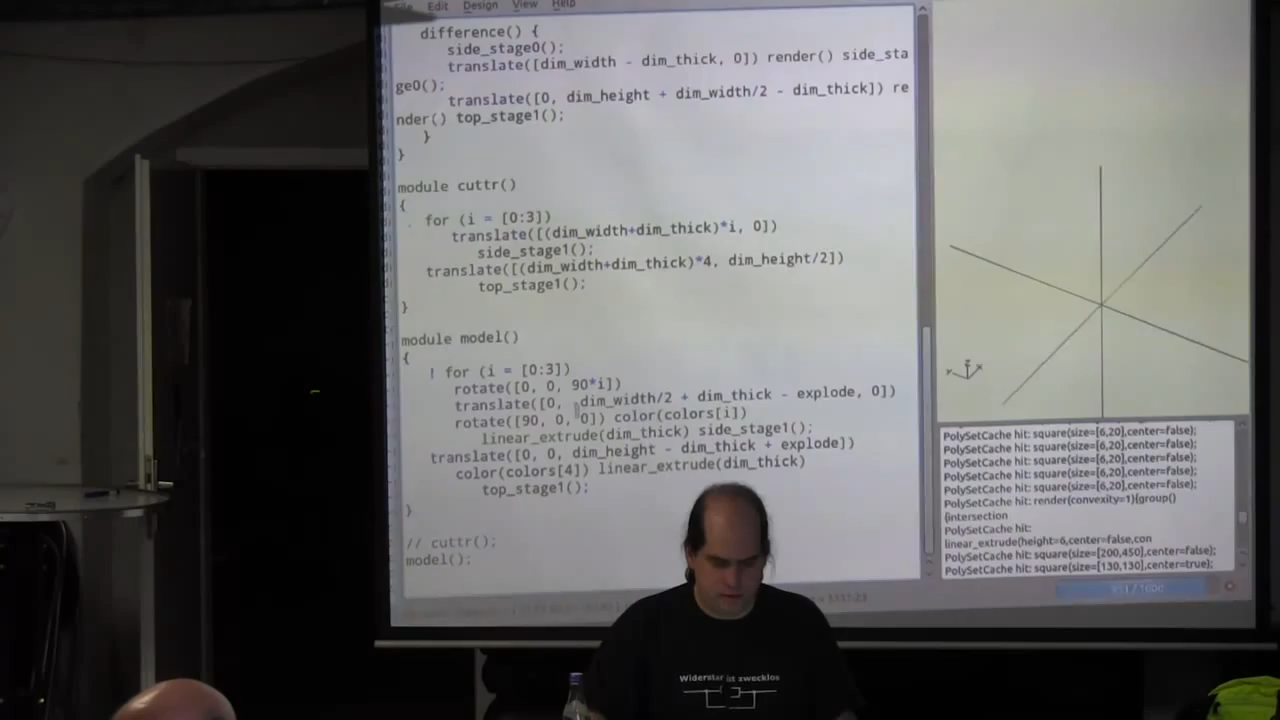 File Edit Design View Help
difference() {
side_stage0();
translate([dim_width - dim_thick, 0]) render() side_sta
ge0();
translate([0, dim_height + dim_width/2 - dim_thick]) re
nder() top_stage1();
}
}
module cuttr()
{
for (i = [0:3])
translate([(dim_width+dim_thick)*i, 0])
side_stage1();
translate([(dim_width+dim_thick)*4, dim_height/2])
top_stage1();
}
module model()
{
! for (i = [0:3])
rotate([0, 0, 90*i])
translate([0, dim_width/2 + dim_thick - explode, 0])
rotate([90, 0, 0]) color(colors[i])
linear_extrude(dim_thick) side_stage1();
translate([0, 0, dim_height - dim_thick + explode])
color(colors[4]) linear_extrude(dim_thick)
top_stage1();
}
// cuttr();
model();
PolySetCache hit: square(size=[6,20],center=false);
PolySetCache hit: square(size=[6,20],center=false);
PolySetCache hit: square(size=[6,20],center=false);
PolySetCache hit: square(size=[6,20],center=false);
PolySetCache hit: square(size=[6,20],center=false);
PolySetCache hit: render(convexity=1){group()
{intersection
PolySetCache hit:
linear_extrude(height=6,center=false,con
PolySetCache hit: square(size=[200,450],center=false);
PolySetCache hit: square(size=[130,130],center=true);
Widerstand ist zwecklos